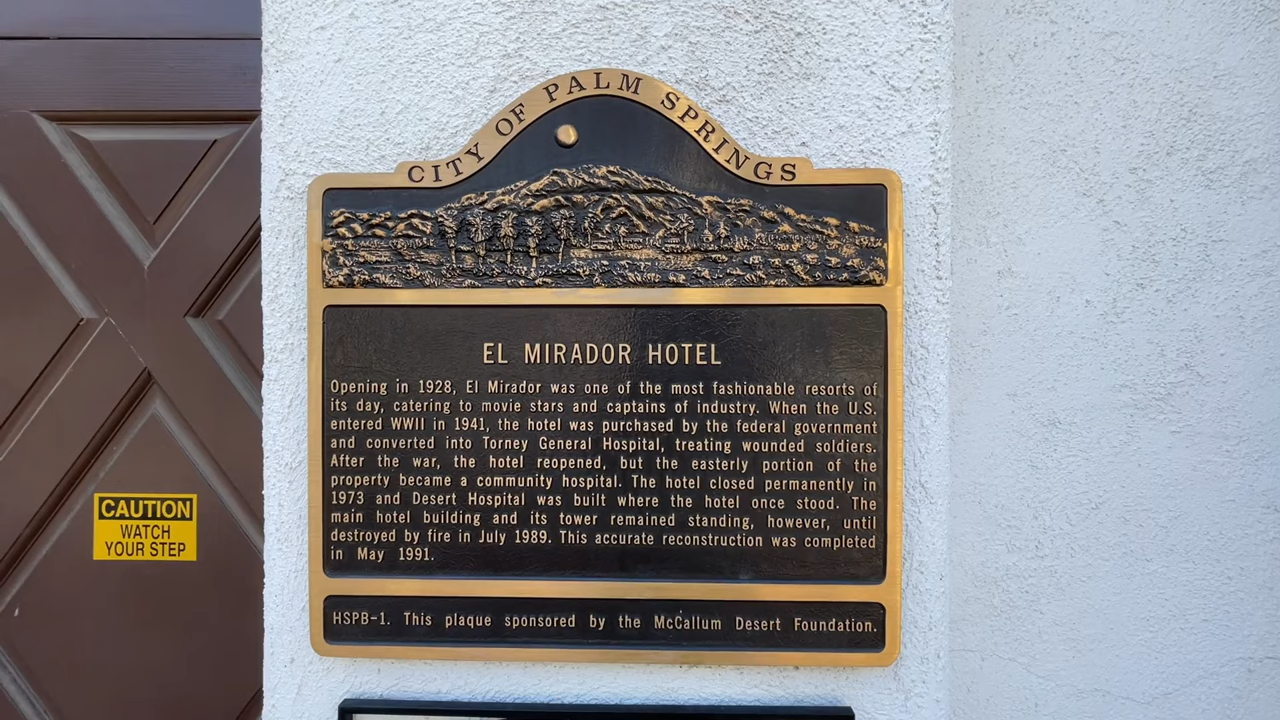 CITY OF PALM SPRINGS
EL MIRADOR HOTEL
Opening in 1928, El Mirador was one of the most fashionable resorts of
its day, catering to movie stars and captains of industry. When the U.S.
entered WWII in 1941, the hotel was purchased by the federal government
and converted into Torney General Hospital, treating wounded soldiers.
After the war, the hotel reopened, but the easterly portion of the
property became a community hospital. The hotel closed permanently in
1973 and Desert Hospital was built where the hotel once stood. The
main hotel building and its tower remained standing, however, until
destroyed by fire in July 1989. This accurate reconstruction was completed
in May 1991.
HSPB-1. This plaque sponsored by the McCallum Desert Foundation.
CAUTION
WATCH
YOUR STEP